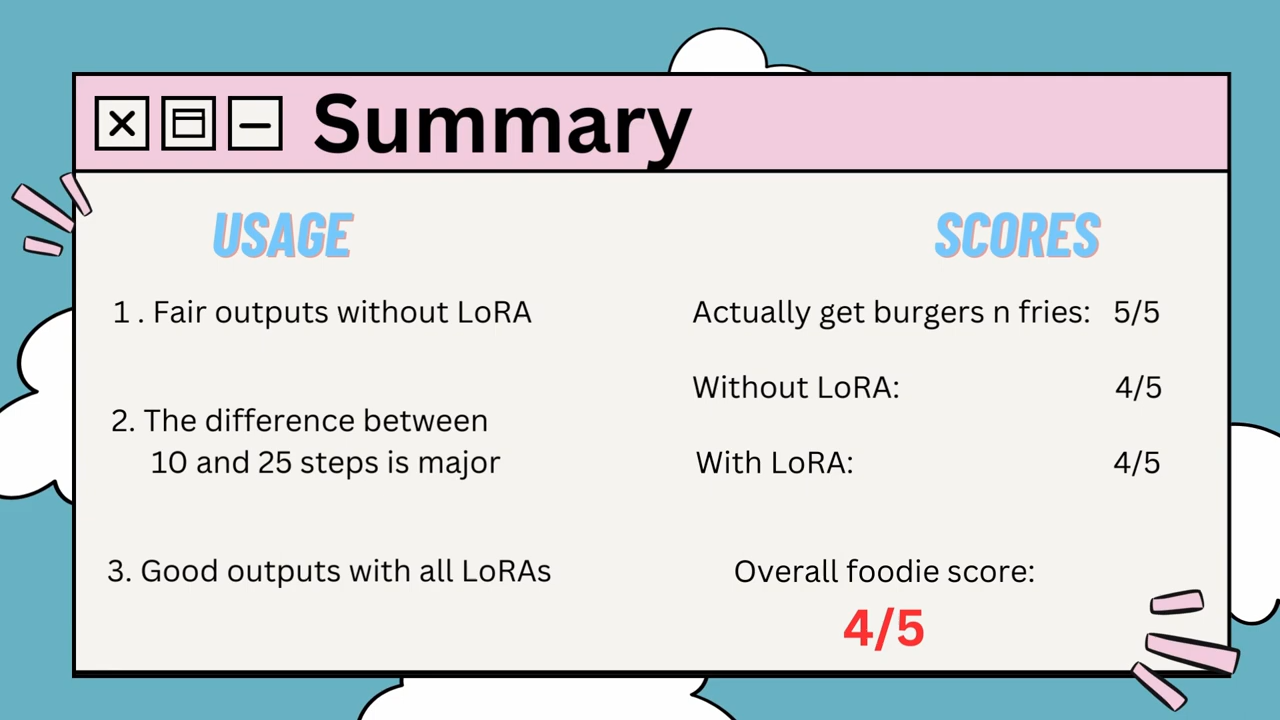 Summary
USAGE
1 . Fair outputs without LoRA
2. The difference between
10 and 25 steps is major
3. Good outputs with all LoRAs
SCORES
Actually get burgers n fries: 5/5
Without LoRA: 4/5
With LoRA: 4/5
Overall foodie score:
4/5